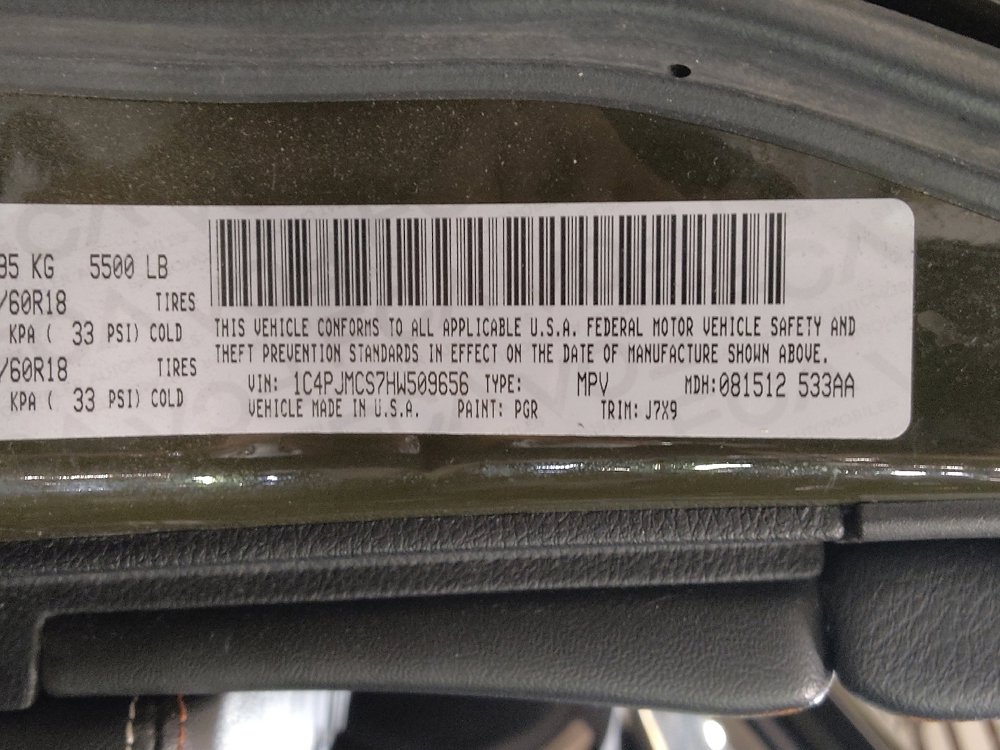 95 KG 5500 LB
/60R18 TIRES
KPA ( 33 PSI) COLD
/60R18 TIRES
KPA ( 33 PSI) COLD
THIS VEHICLE CONFORMS TO ALL APPLICABLE U.S.A. FEDERAL MOTOR VEHICLE SAFETY AND
THEFT PREVENTION STANDARDS IN EFFECT ON THE DATE OF MANUFACTURE SHOWN ABOVE.
VIN: 1C4PJMCS7HW509656 TYPE: MPV MDH: 081512 533AA
VEHICLE MADE IN U.S.A. PAINT: PGR TRIM: J7X9